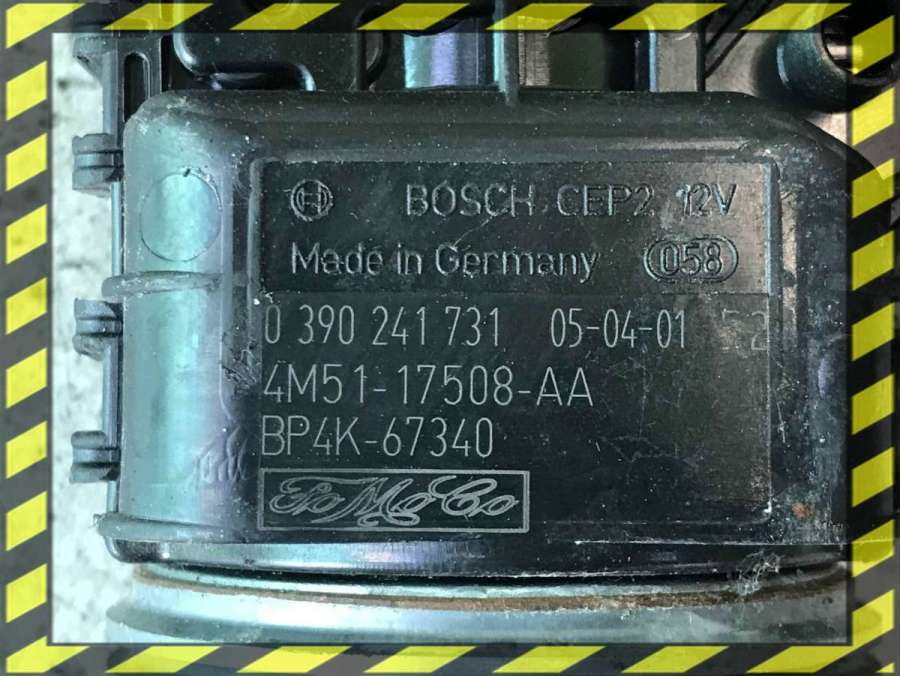 BOSCH CEP2 12V
Made in Germany 058
0 390 241 731 05-04-01
4M51-17508-AA
BP4K-67340
FoMoCo